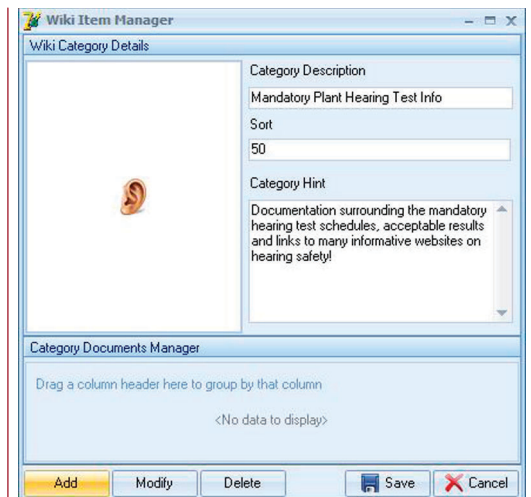 Wiki Item Manager
Wiki Category Details
Category Description
Mandatory Plant Hearing Test Info
Sort
50
Category Hint
Documentation surrounding the mandatory
hearing test schedules, acceptable results
and links to many informative websites on
hearing safety!
Category Documents Manager
Drag a column header here to group by that column
<No data to display>
Add Modify Delete Save Cancel